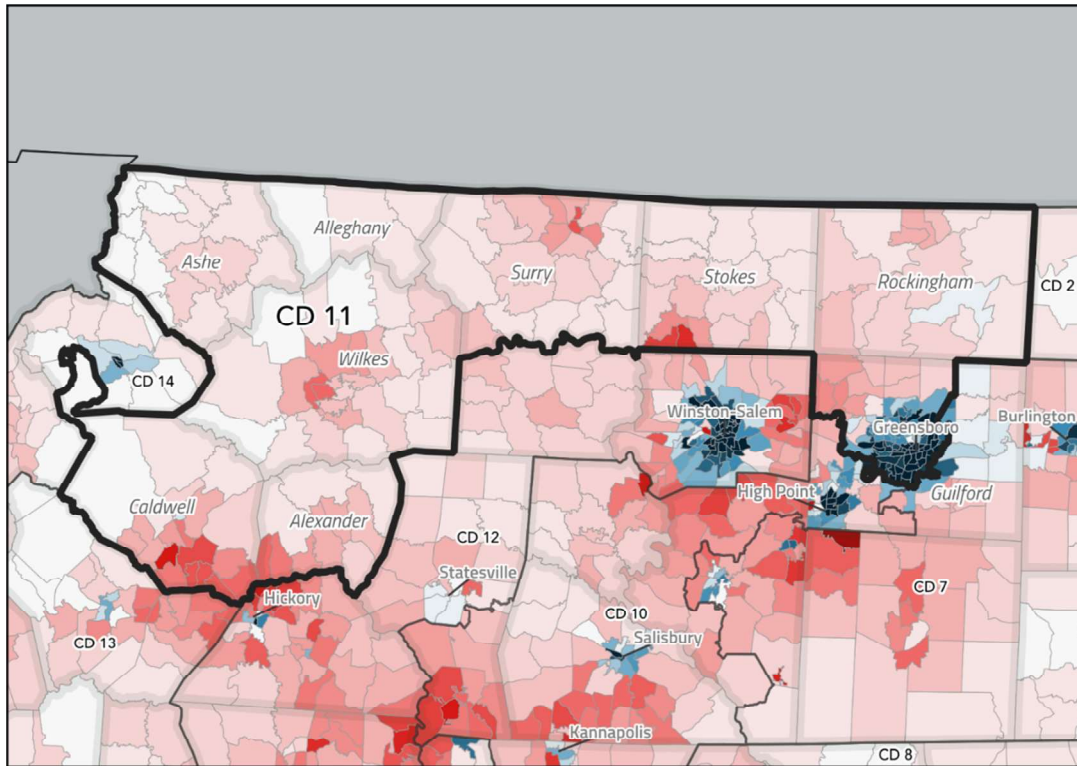 Alleghany
Ashe
Surry
Stokes
Rockingham
CD 2
CD 11
Wilkes
CD 14
Winston-Salem
Greensboro
Burlington
High Point
Guilford
Caldwell
Alexander
CD 12
Statesville
Hickory
CD 7
CD 10
CD 13
Salisbury
Kannapolis
CD 8